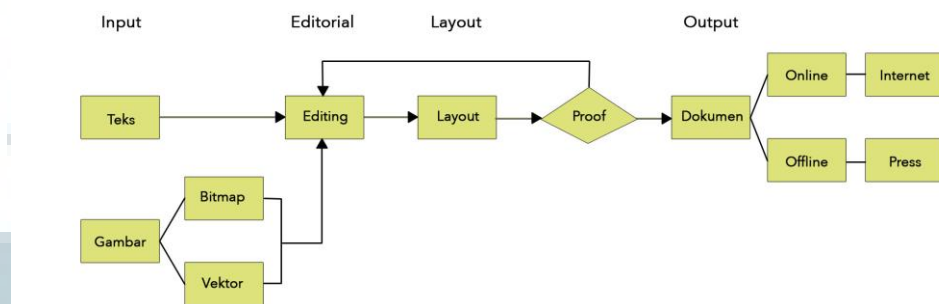 Input Editorial Layout Output
Online Internet
Teks Editing Layout Proof Dokumen
Offline Press
Bitmap
Gambar
Vektor